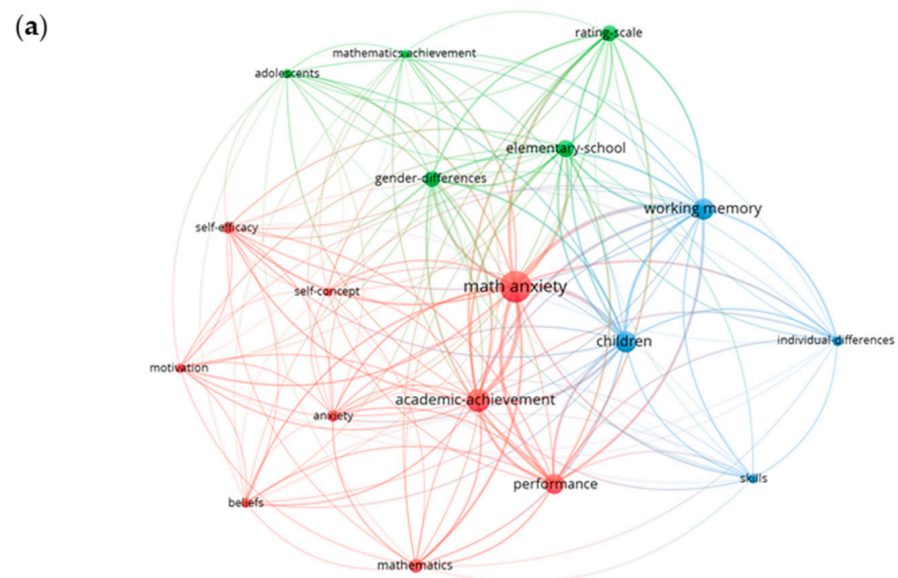 (a)
rating-scale
mathematics achievement
adolescents
elementary-school
gender-differences
working memory
self-efficacy
math anxiety
self-concept
children
individual-differences
motivation
academic-achievement
anxiety
performance
skills
beliefs
mathematics